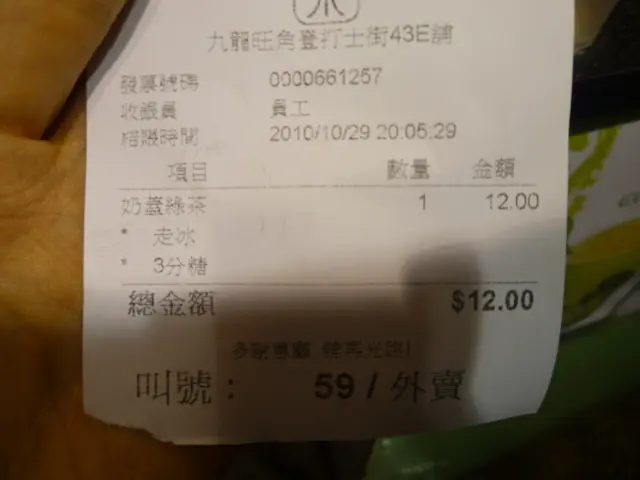 九龍旺角登打士街43E舖
發票號碼 0000661257
收銀員 員工
結賬時間 2010/10/29 20:05:29
項目 數量 金額
奶蓋綠茶 1 12.00
* 走冰
* 3分糖
總金額 $12.00
多謝惠顧 請再光臨!
叫號： 59 / 外賣